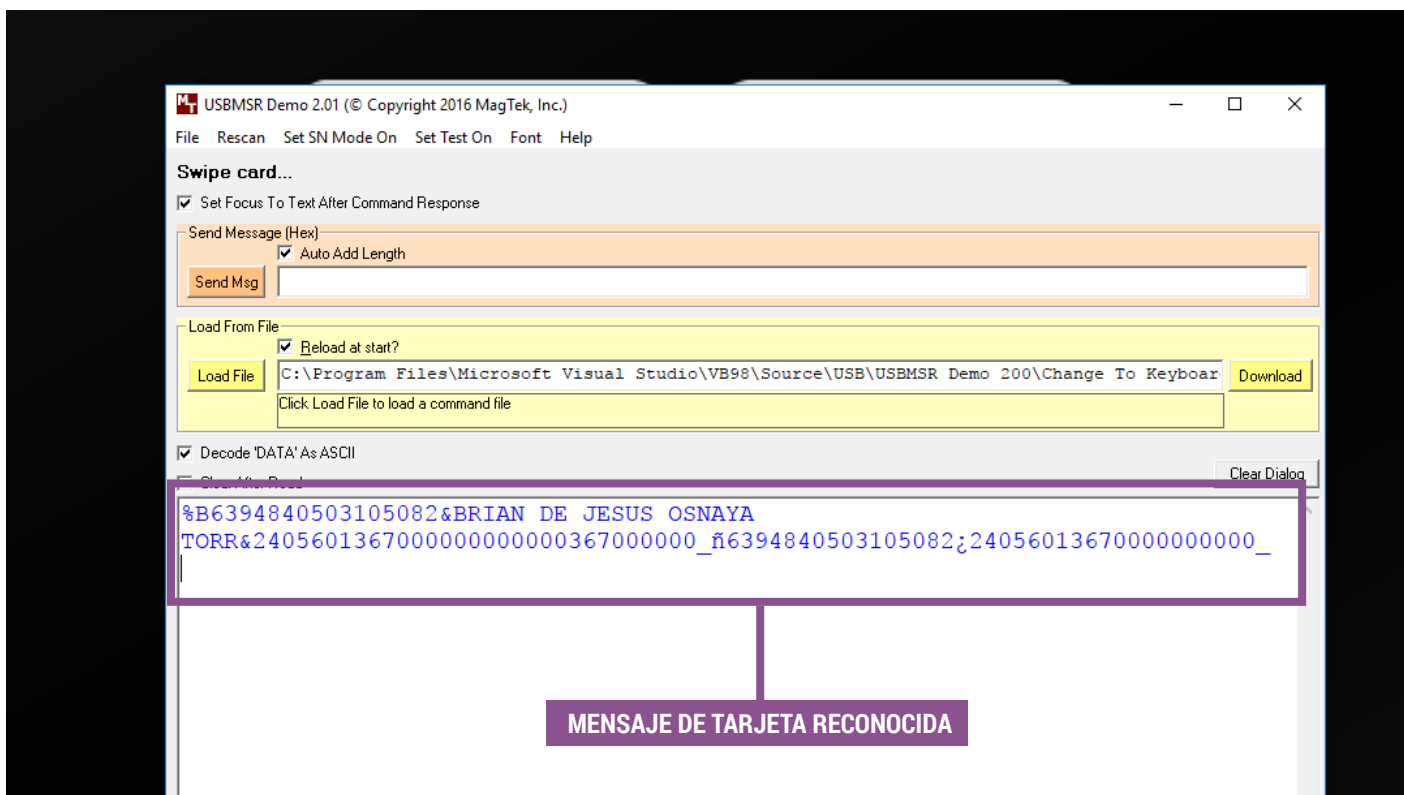 USBMSR Demo 2.01 (© Copyright 2016 MagTek, Inc.)
File Rescan Set SN Mode On Set Test On Font Help
Swipe card...
Set Focus To Text After Command Response
Send Message (Hex)
Auto Add Length
Send Msg
Load From File
Reload at start?
Load File C:\Program Files\Microsoft Visual Studio\VB98\Source\USB\USBMSR Demo 200\Change To Keyboar Download
Click Load File to load a command file
Decode 'DATA' As ASCII
Clear After Read Clear Dialog
%B6394840503105082&BRIAN DE JESUS OSNAYA
TORR&2405601367000000000000367000000_ñ6394840503105082¿24056013670000000000_
MENSAJE DE TARJETA RECONOCIDA